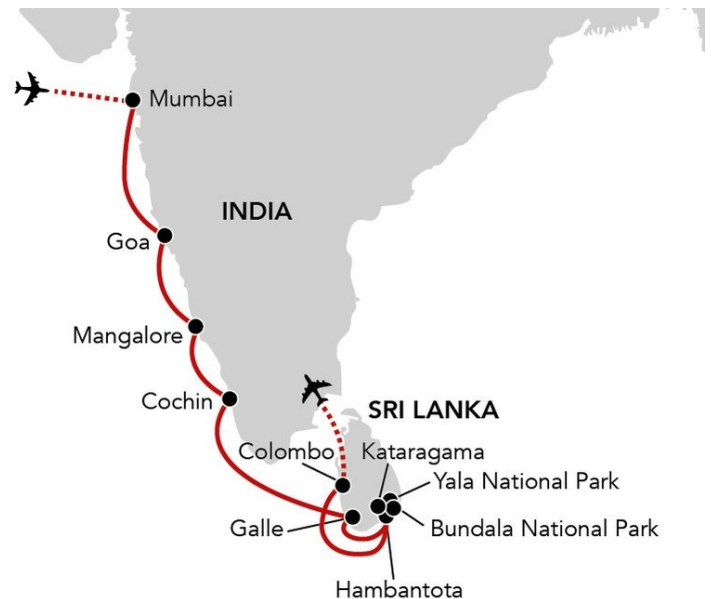 Mumbai
INDIA
Goa
Mangalore
Cochin
SRI LANKA
Colombo
Kataragama
Yala National Park
Galle
Bundala National Park
Hambantota